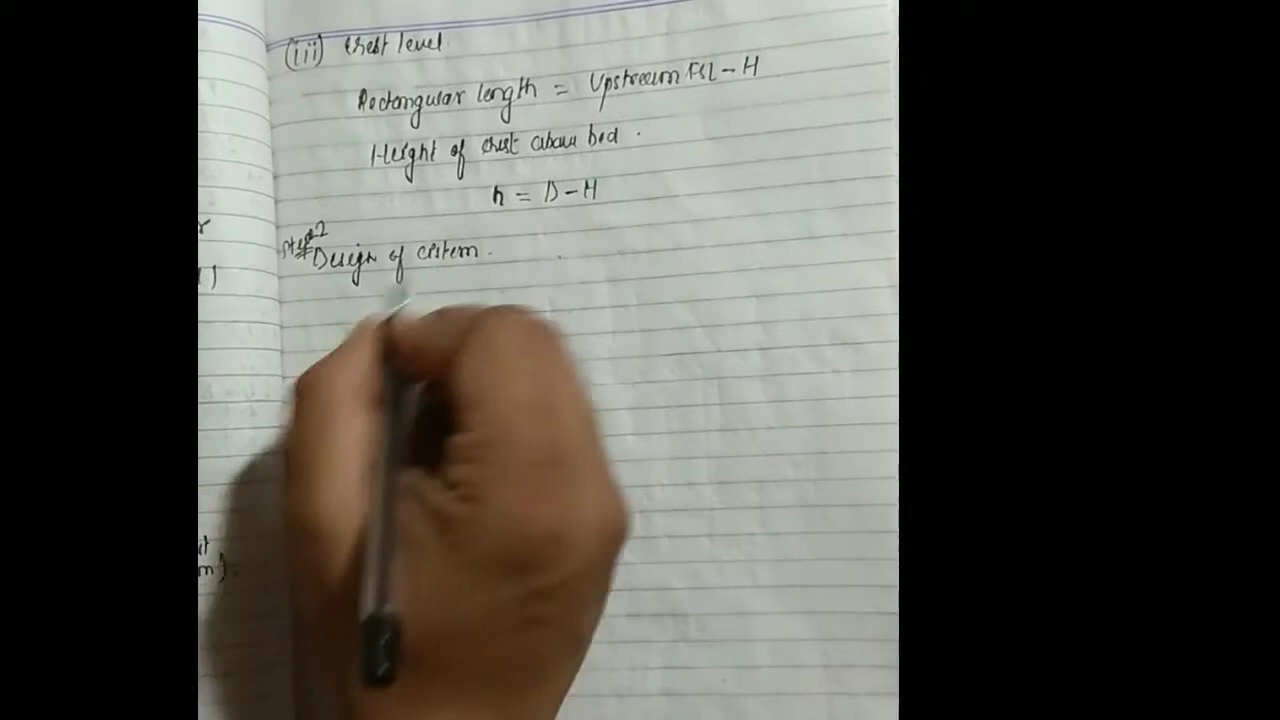 (iii) Crest level
Rectangular length = Upstream FSL - H
Height of crest above bed.
h = D - H
Step 2
Design of cistern.